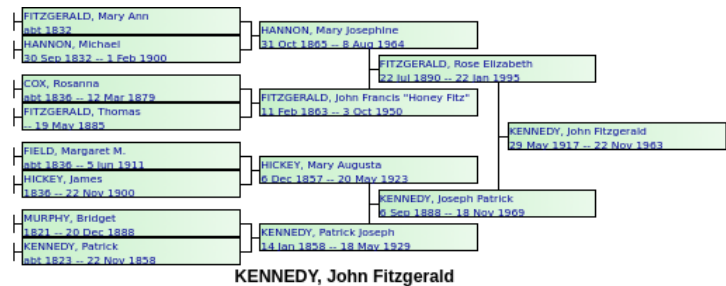 FITZGERALD, Mary Ann
abt 1832
HANNON, Michael
30 Sep 1832 -- 1 Feb 1900
COX, Rosanna
abt 1836 -- 12 Mar 1879
FITZGERALD, Thomas
-- 19 May 1885
FIELD, Margaret M.
abt 1836 -- 5 Jun 1911
HICKEY, James
1836 -- 22 Nov 1900
MURPHY, Bridget
1821 -- 20 Dec 1888
KENNEDY, Patrick
abt 1823 -- 22 Nov 1858
HANNON, Mary Josephine
31 Oct 1865 -- 8 Aug 1964
FITZGERALD, John Francis "Honey Fitz"
11 Feb 1863 -- 3 Oct 1950
HICKEY, Mary Augusta
6 Dec 1857 -- 20 May 1923
KENNEDY, Patrick Joseph
14 Jan 1858 -- 18 May 1929
FITZGERALD, Rose Elizabeth
22 Jul 1890 -- 22 Jan 1995
KENNEDY, Joseph Patrick
6 Sep 1888 -- 18 Nov 1969
KENNEDY, John Fitzgerald
29 May 1917 -- 22 Nov 1963
KENNEDY, John Fitzgerald